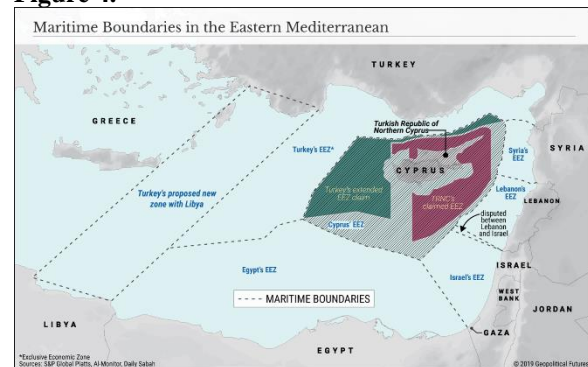 Figure 4.
Maritime Boundaries in the Eastern Mediterranean
TURKEY
GREECE
Turkish Republic of
Northern Cyprus
Turkey's EEZ*
CYPRUS
Syria's
EEZ
SYRIA
Turkey's proposed new
zone with Libya
Turkey's extended
EEZ claim
TRNC's
claimed EEZ
Lebanon's
EEZ
LEBANON
Cyprus' EEZ
disputed
between
Lebanon
and Israel
Egypt's EEZ
Israel's EEZ
ISRAEL
WEST
BANK
JORDAN
---- MARITIME BOUNDARIES
LIBYA
GAZA
EGYPT
*Exclusive Economic Zone
Sources: S&P Global Platts, Al-Monitor, Daily Sabah
© 2019 Geopolitical Futures